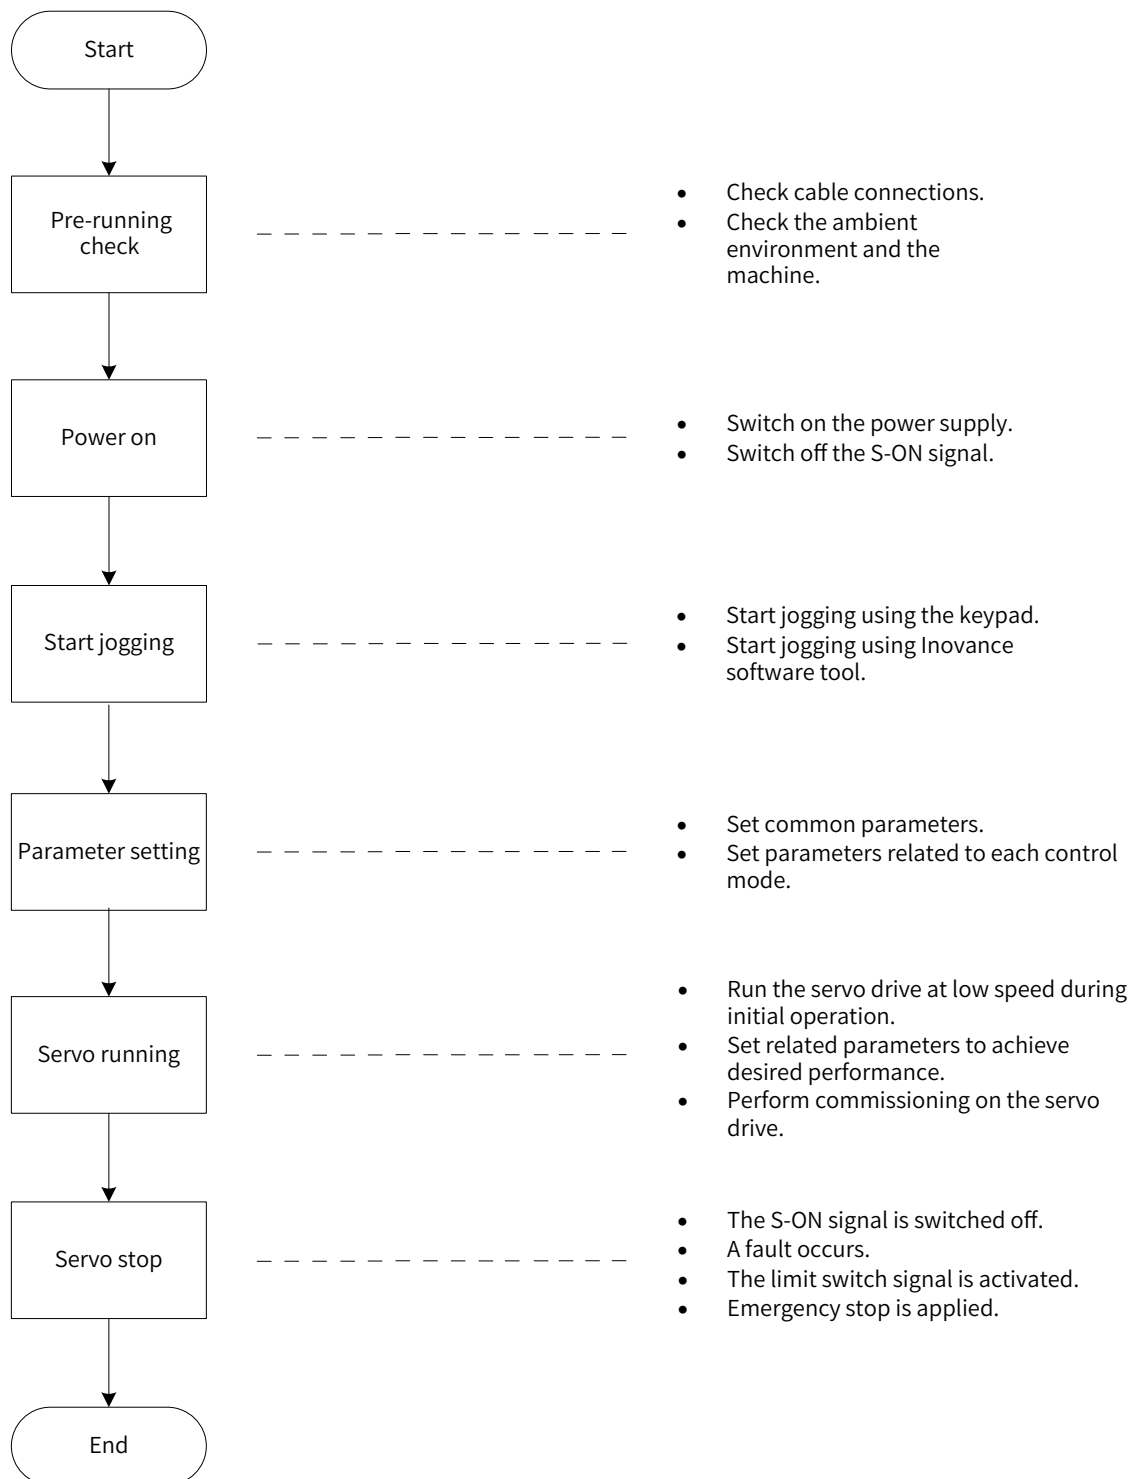 Start
Pre-running
check
• Check cable connections.
• Check the ambient
environment and the
machine.
Power on
• Switch on the power supply.
• Switch off the S-ON signal.
Start jogging
• Start jogging using the keypad.
• Start jogging using Inovance
software tool.
Parameter setting
• Set common parameters.
• Set parameters related to each control
mode.
Servo running
• Run the servo drive at low speed during
initial operation.
• Set related parameters to achieve
desired performance.
• Perform commissioning on the servo
drive.
Servo stop
• The S-ON signal is switched off.
• A fault occurs.
• The limit switch signal is activated.
• Emergency stop is applied.
End